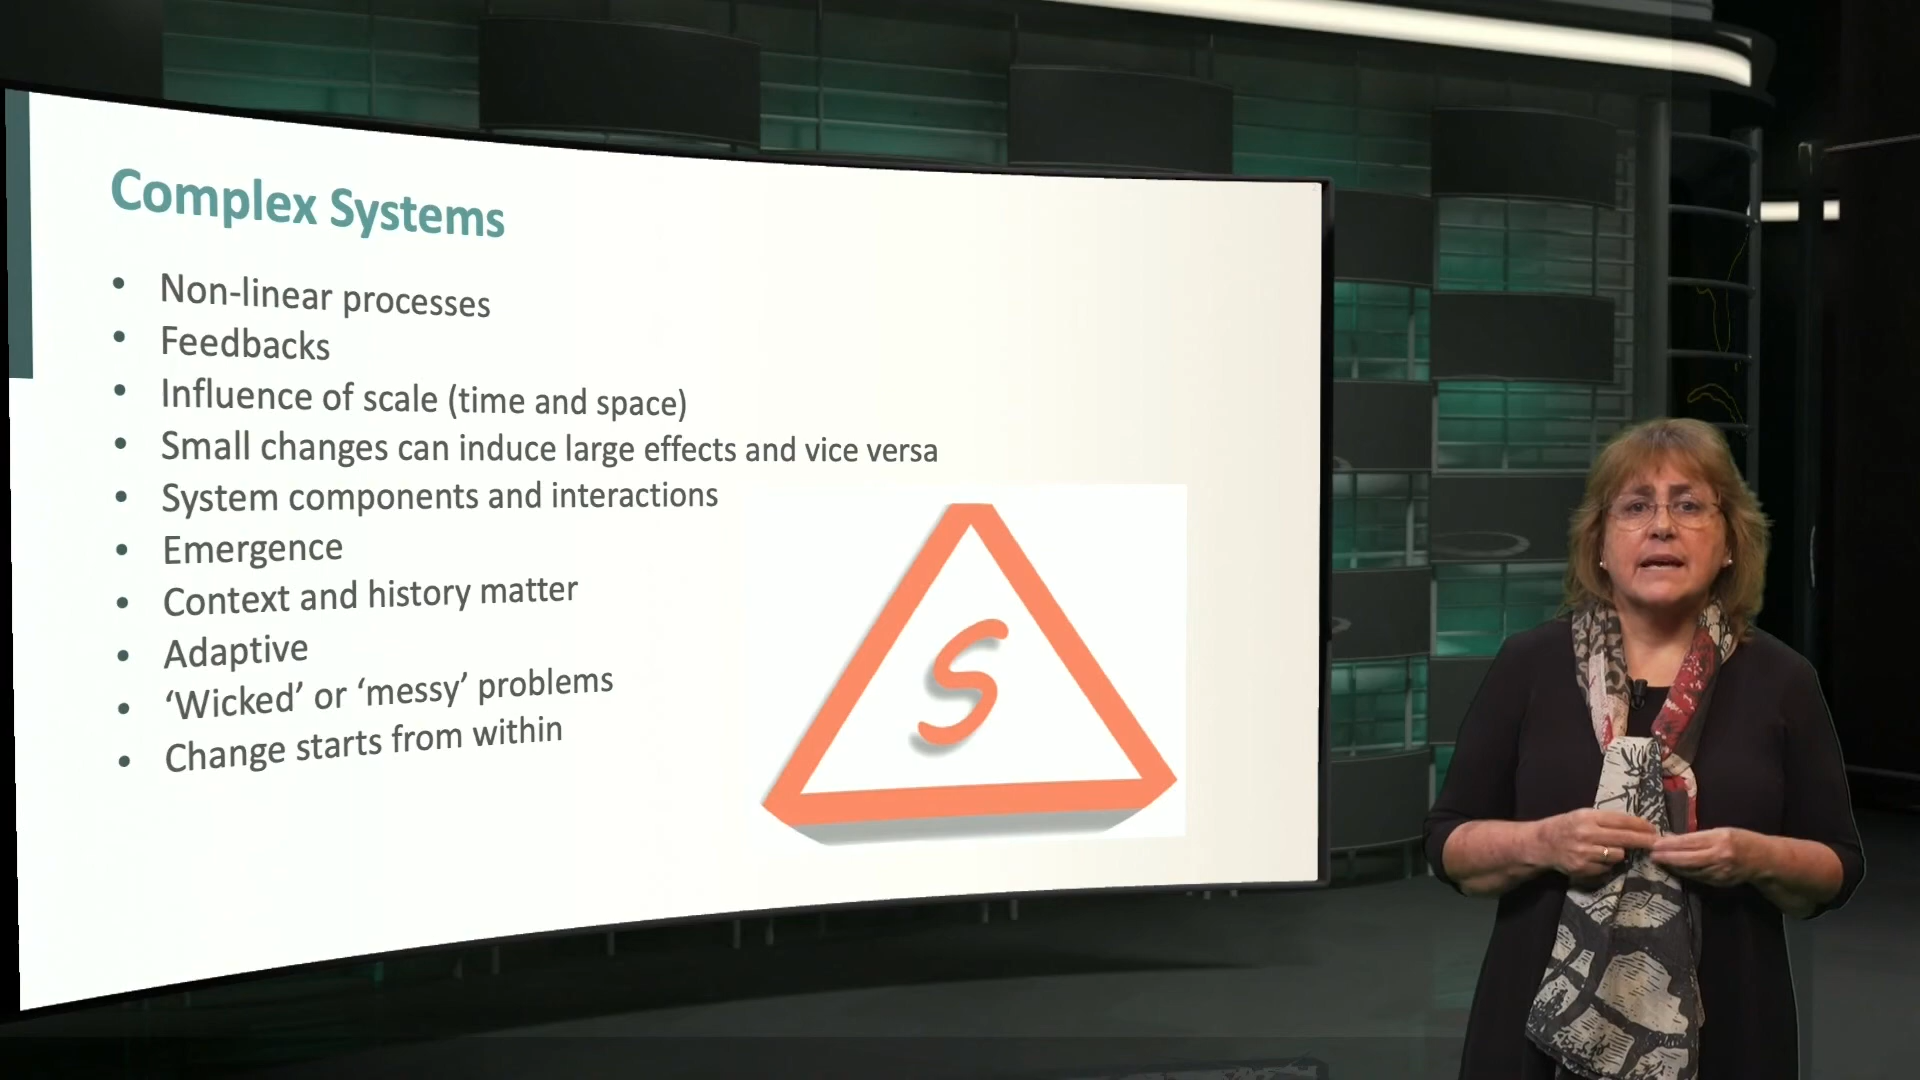 Complex Systems
• Non-linear processes
• Feedbacks
• Influence of scale (time and space)
• Small changes can induce large effects and vice versa
• System components and interactions
• Emergence
• Context and history matter
• Adaptive
• ‘Wicked’ or ‘messy’ problems
• Change starts from within
S